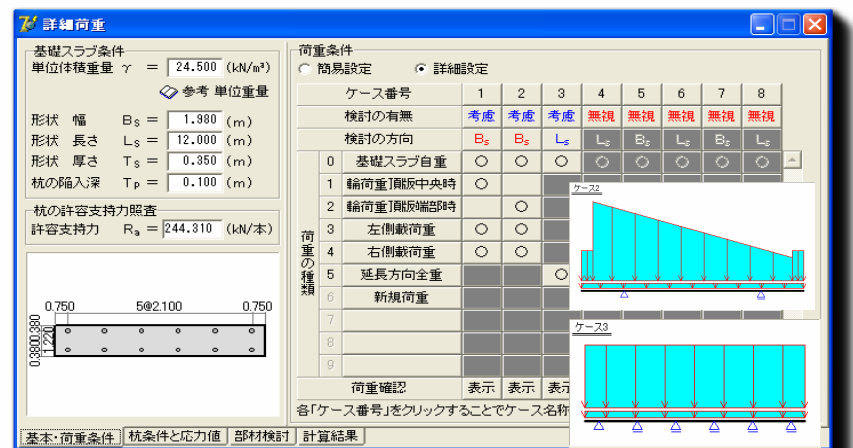 詳細荷重
基礎スラブ条件
単位体積重量 γ = 24.500 (kN/m³)
参考 単位重量
形状 幅 Bs = 1.980 (m)
形状 長さ Ls = 12.000 (m)
形状 厚さ Ts = 0.350 (m)
杭の陥入深 TP = 0.100 (m)
杭の許容支持力照査
許容支持力 Ra = 244.310 (kN/本)
0.750 5@2.100 0.750
0.380 1.220 0.380
荷重条件
簡易設定 詳細設定
ケース番号 1 2 3 4 5 6 7 8
検討の有無 考慮 考慮 考慮 無視 無視 無視 無視 無視
検討の方向 Bs Bs Ls Ls Bs Ls Bs Ls
荷重の種類
0 基礎スラブ自重 ○ ○ ○ ○ ○ ○ ○ ○
1 輪荷重頂版中央時 ○
2 輪荷重頂版端部時 ○
3 左側載荷重 ○ ○
4 右側載荷重 ○ ○
5 延長方向全重 ○
6 新規荷重
7
8
9
荷重確認 表示 表示 表示
各「ケース番号」をクリックすることでケース名称
ケース2
ケース3
基本・荷重条件 杭条件と応力値 部材検討 計算結果